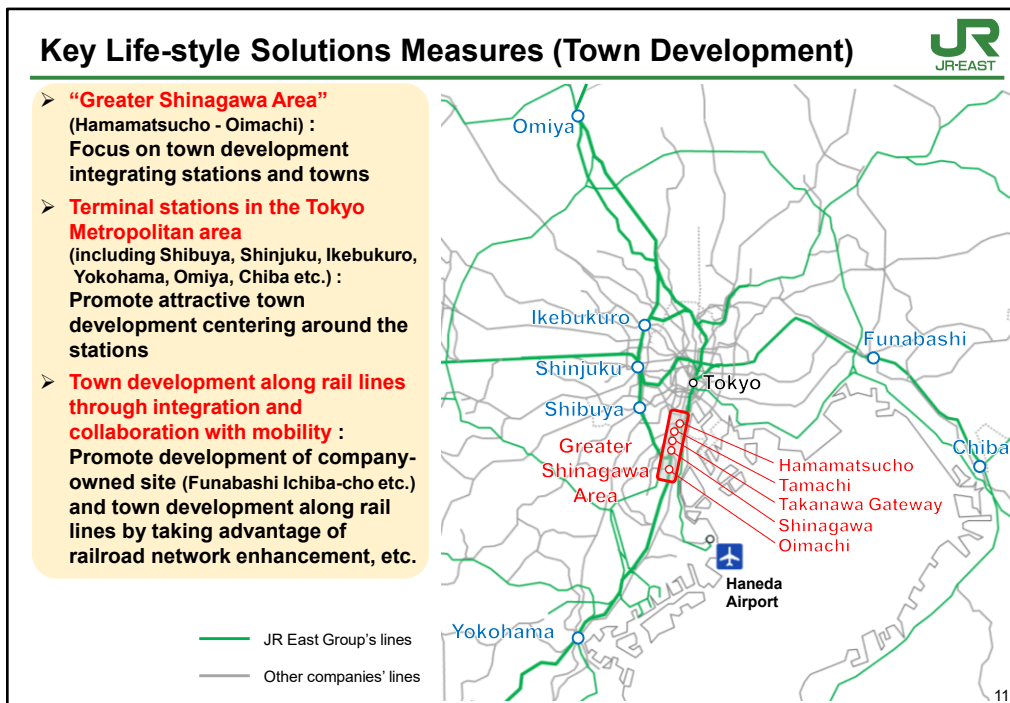 Key Life-style Solutions Measures (Town Development)
JR
JR-EAST
➢ “Greater Shinagawa Area”
(Hamamatsucho - Oimachi) :
Focus on town development
integrating stations and towns
➢ Terminal stations in the Tokyo
Metropolitan area
(including Shibuya, Shinjuku, Ikebukuro,
Yokohama, Omiya, Chiba etc.) :
Promote attractive town
development centering around the
stations
➢ Town development along rail lines
through integration and
collaboration with mobility :
Promote development of company-
owned site (Funabashi Ichiba-cho etc.)
and town development along rail
lines by taking advantage of
railroad network enhancement, etc.
JR East Group’s lines
Other companies’ lines
Omiya
Ikebukuro
Funabashi
Shinjuku
Tokyo
Shibuya
Chiba
Greater
Shinagawa
Area
Hamamatsucho
Tamachi
Takanawa Gateway
Shinagawa
Oimachi
Haneda
Airport
Yokohama
11